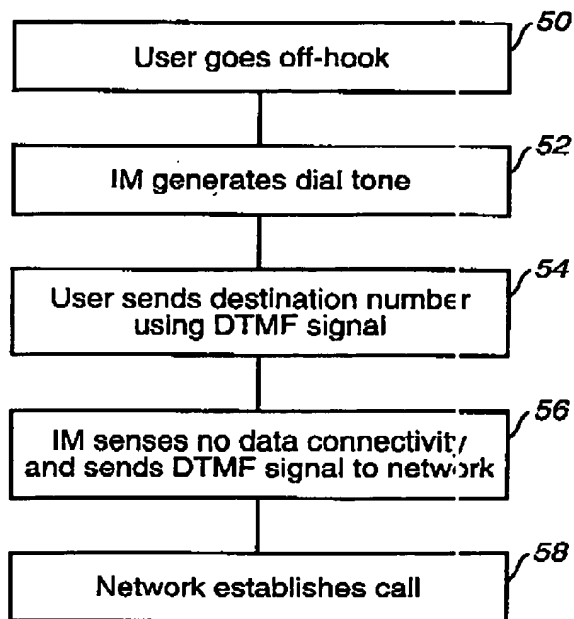 50
User goes off-hook
52
IM generates dial tone
54
User sends destination number
using DTMF signal
56
IM senses no data connectivity
and sends DTMF signal to network
58
Network establishes call